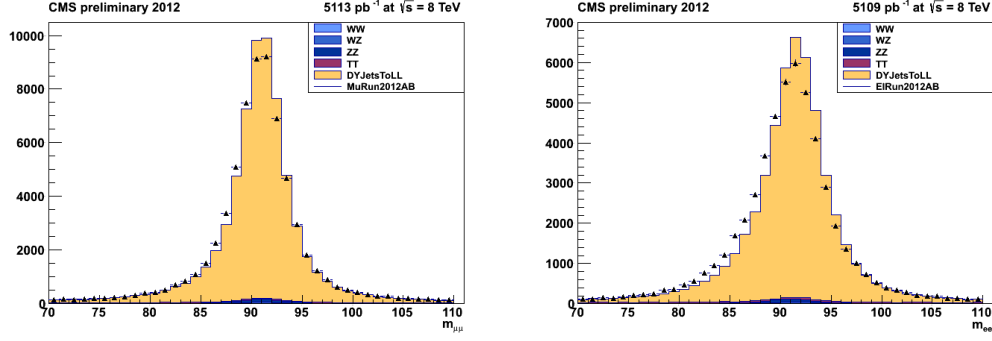 CMS preliminary 2012 5113 pb -1 at √s = 8 TeV
10000
8000
6000
4000
2000
0
70 75 80 85 90 95 100 105 110
mμμ
WW
WZ
ZZ
TT
DYJetsToLL
MuRun2012AB
CMS preliminary 2012 5109 pb -1 at √s = 8 TeV
7000
6000
5000
4000
3000
2000
1000
0
70 75 80 85 90 95 100 105 110
mee
WW
WZ
ZZ
TT
DYJetsToLL
ElRun2012AB